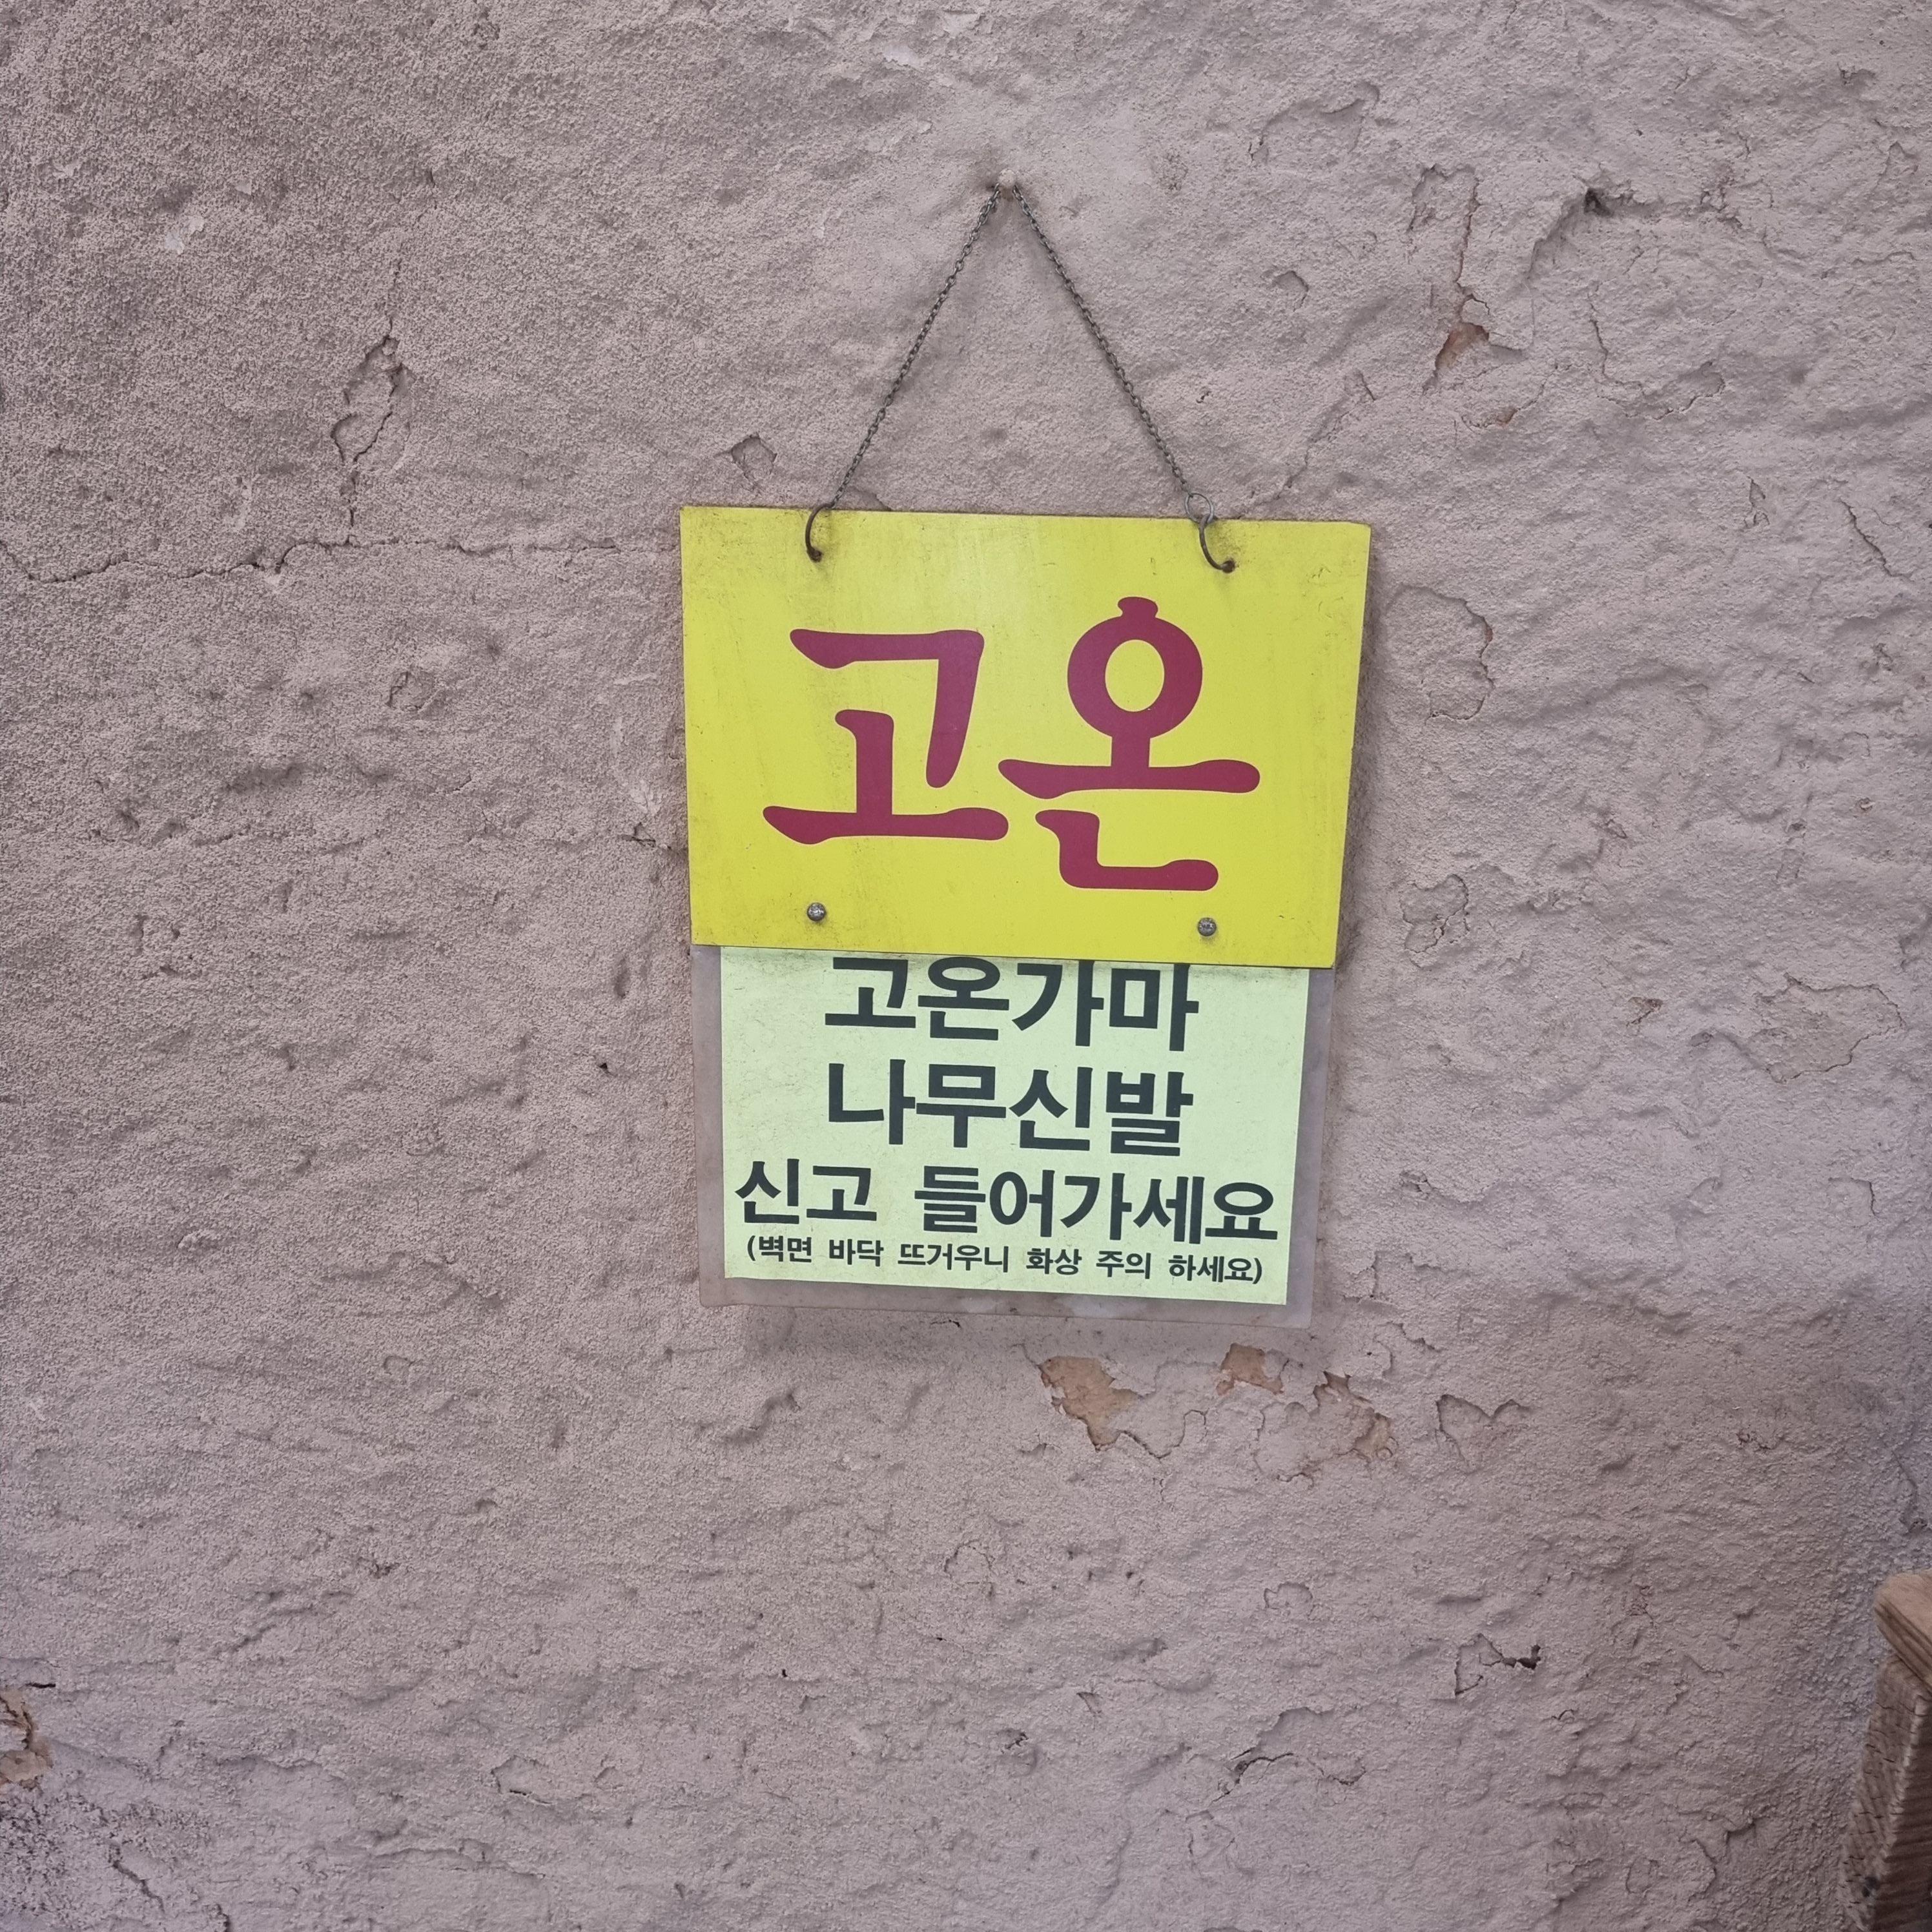 고온
고온가마
나무신발
신고 들어가세요
(벽면 바닥 뜨거우니 화상 주의 하세요)